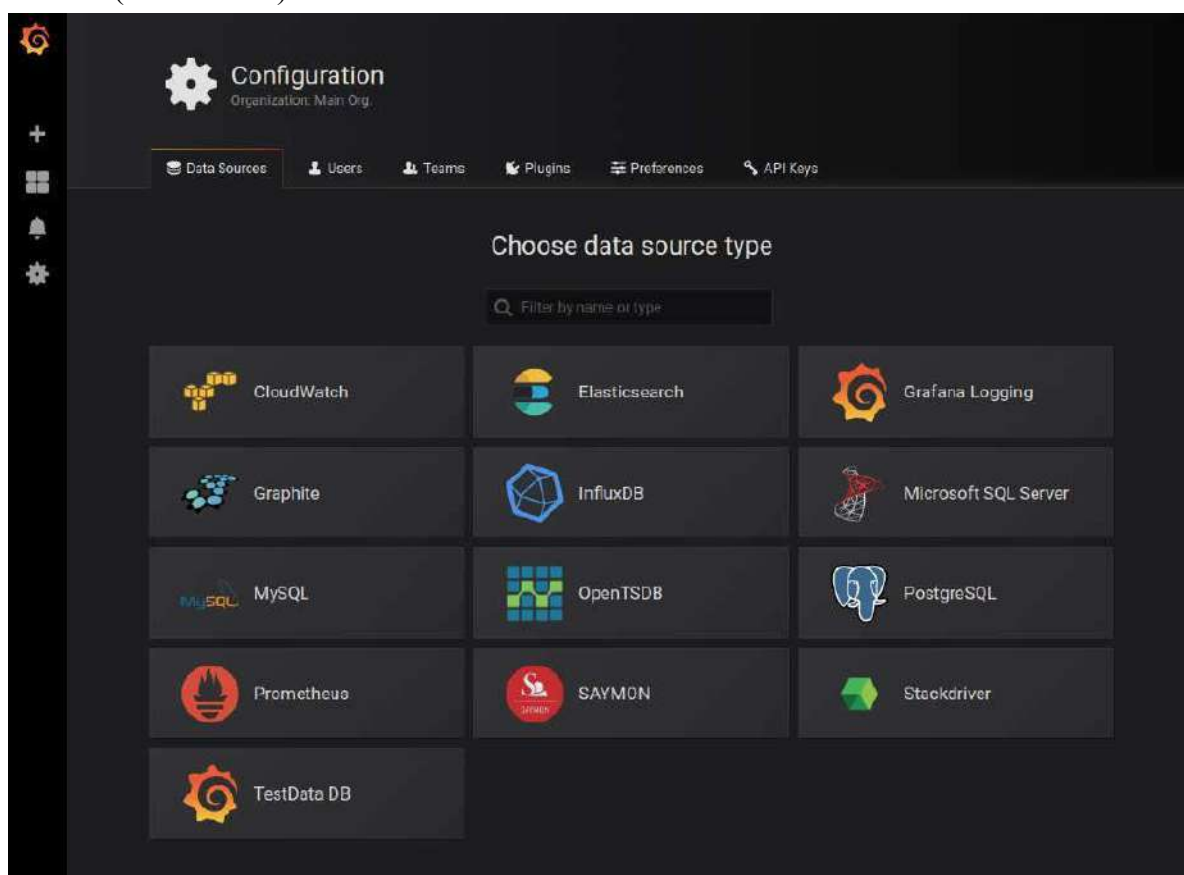 Configuration
Organization: Main Org.
Data Sources Users Teams Plugins Preferences API Keys
Choose data source type
Filter by name or type
CloudWatch Elasticsearch Grafana Logging
Graphite InfluxDB Microsoft SQL Server
MySQL MySQL OpenTSDB PostgreSQL
Prometheus SAYMON SAYMON Stackdriver
TestData DB